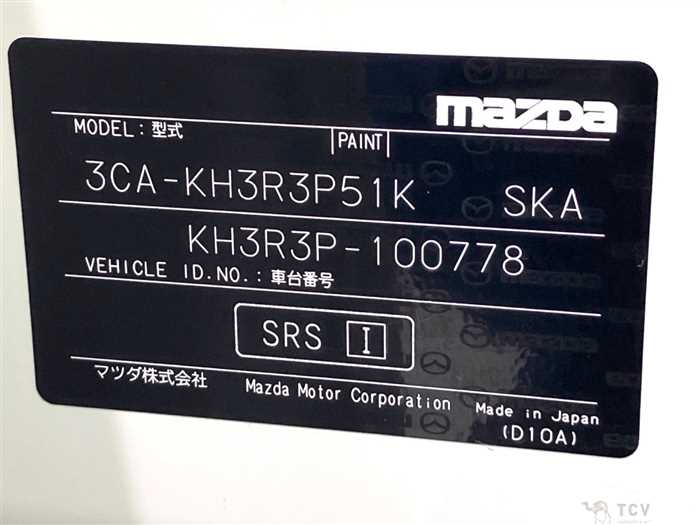 mazda
MODEL：型式 PAINT
3CA-KH3R3P51K SKA
KH3R3P-100778
VEHICLE ID.NO.：車台番号
SRS I
マツダ株式会社 Mazda Motor Corporation Made in Japan
(D10A)
TCV